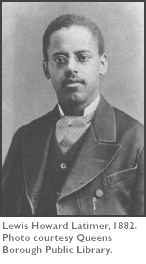 Lewis Howard Latimer, 1882.
Photo courtesy Queens
Borough Public Library.